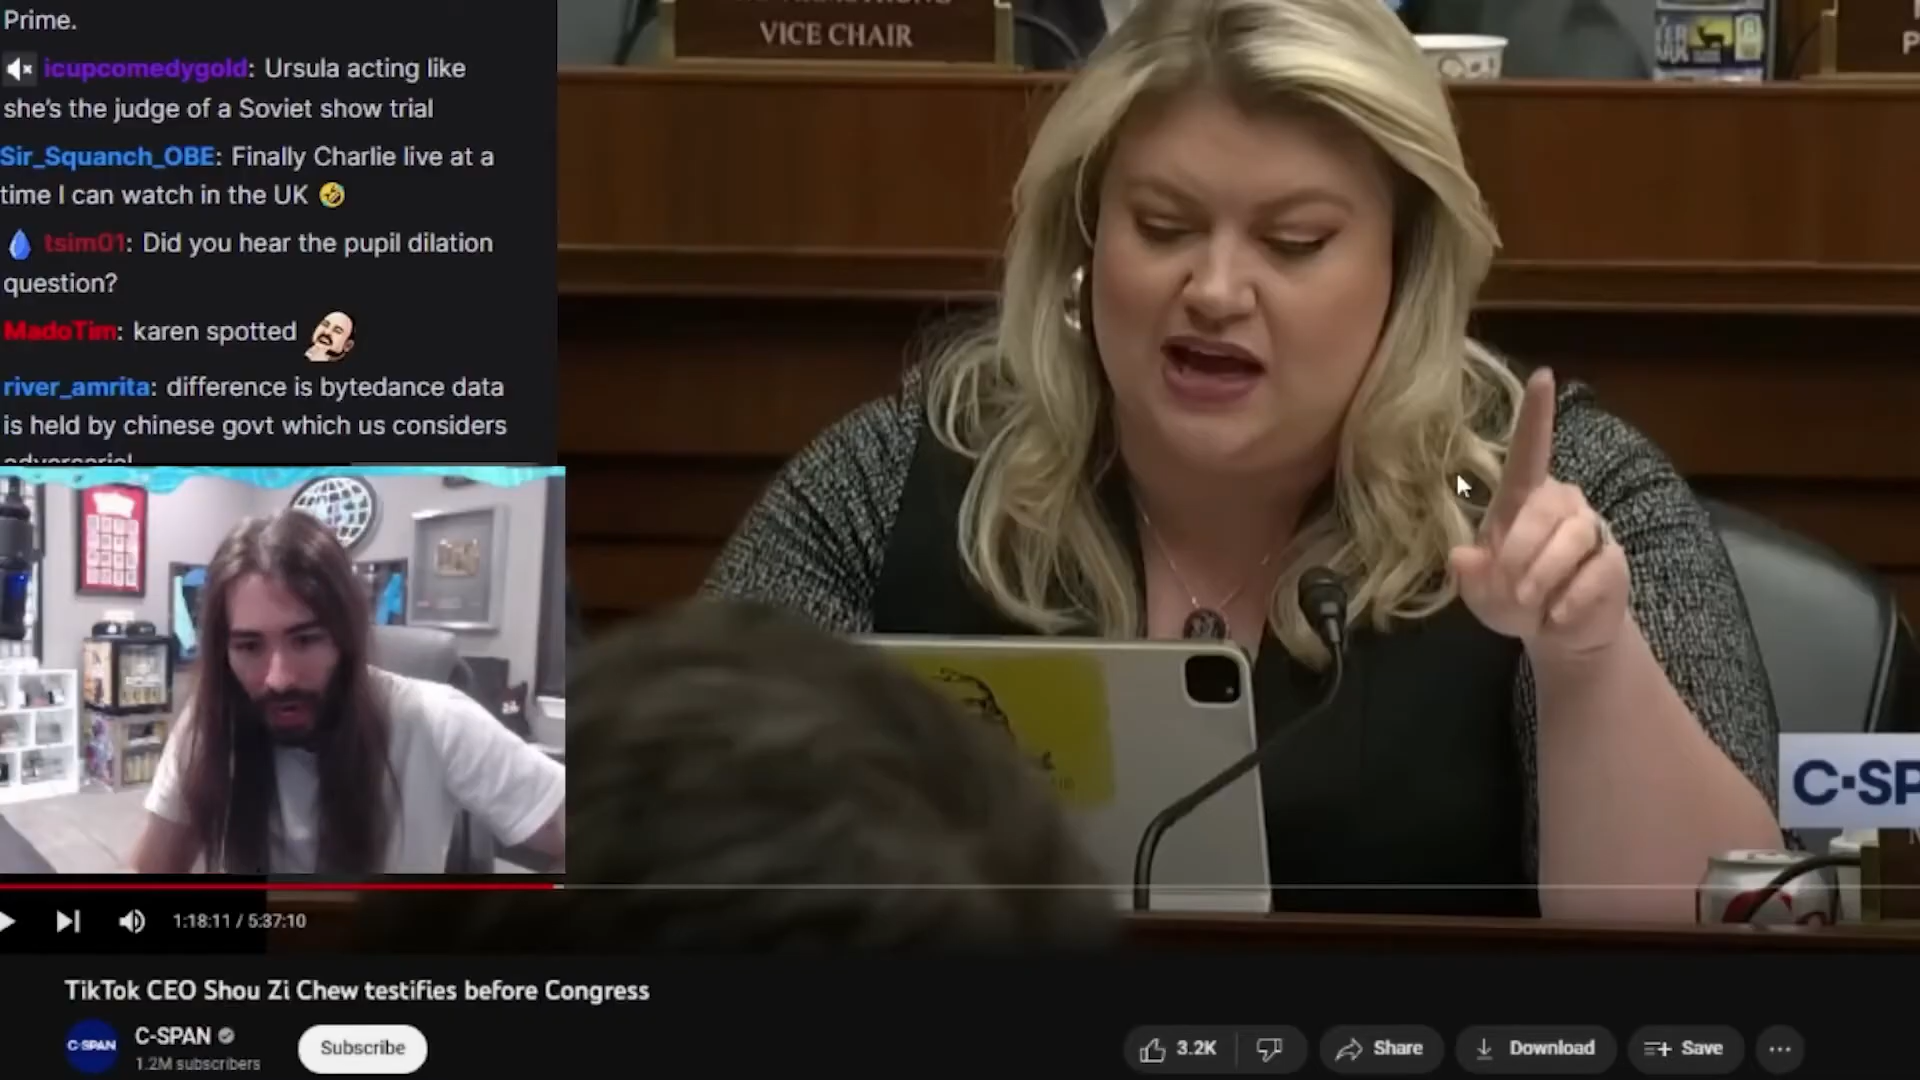 Prime.
icupcomedygold: Ursula acting like
she's the judge of a Soviet show trial
Sir_Squanch_OBE: Finally Charlie live at a
time I can watch in the UK 🤣
tsim01: Did you hear the pupil dilation
question?
MadoTim: karen spotted
river_amrita: difference is bytedance data
is held by chinese govt which us considers
adversarial
VICE CHAIR
C·SP
1:18:11 / 5:37:10
TikTok CEO Shou Zi Chew testifies before Congress
C-SPAN
C-SPAN
1.2M subscribers
Subscribe
3.2K
Share
Download
Save